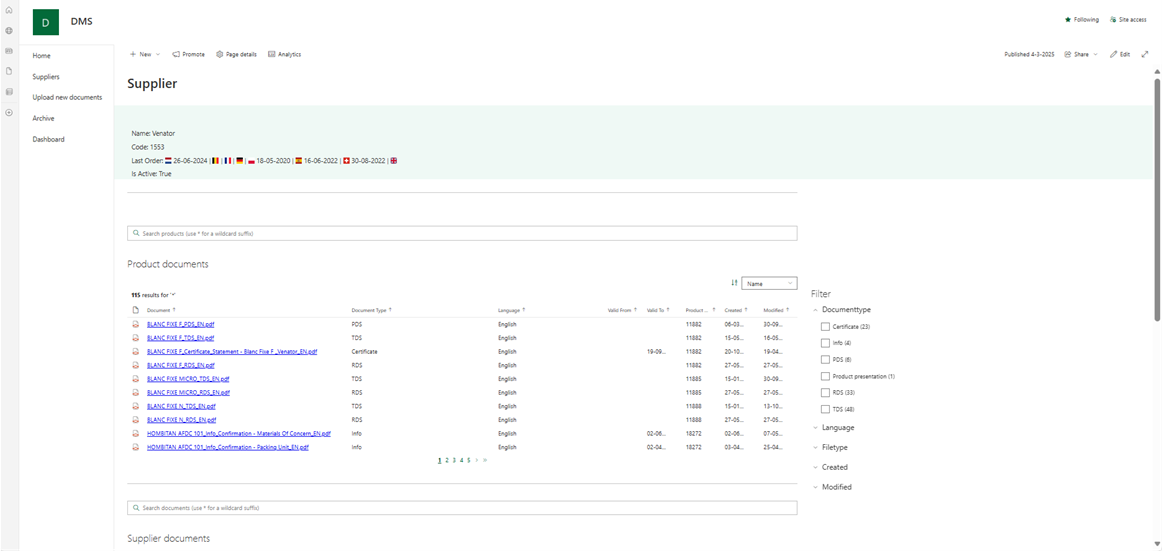 D
DMS
Following
Site access
Home
Suppliers
Upload new documents
Archive
Dashboard
New
Promote
Page details
Analytics
Published 4-3-2025
Share
Edit
Supplier
Name: Venator
Code: 1553
Last Order: 26-06-2024 | | | | 18-05-2020 | 16-06-2022 | 30-08-2022 |
Is Active: True
Search products (use * for a wildcard suffix)
Product documents
Name
115 results for ''
Document Document Type Language Valid From Valid To Product ... Created Modified
BLANC FIXE F_PDS_EN.pdf PDS English 11882 06-03... 30-09...
BLANC FIXE F_TDS_EN.pdf TDS English 11882 15-05... 16-05...
BLANC FIXE F_Certificate_Statement - Blanc Fixe F _Venator_EN.pdf Certificate English 19-09... 11882 20-10... 19-04...
BLANC FIXE F_RDS_EN.pdf RDS English 11882 27-05... 27-05...
BLANC FIXE MICRO_TDS_EN.pdf TDS English 11885 15-01... 30-09...
BLANC FIXE MICRO_RDS_EN.pdf RDS English 11885 27-05... 27-05...
BLANC FIXE N_TDS_EN.pdf TDS English 11888 15-01... 13-10...
BLANC FIXE N_RDS_EN.pdf RDS English 11888 27-05... 27-05...
HOMBITAN AFDC 101_Info_Confirmation - Materials Of Concern_EN.pdf Info English 02-06... 18272 02-06... 07-05...
HOMBITAN AFDC 101_Info_Confirmation - Packing Unit_EN.pdf Info English 02-04... 18272 03-04... 25-04...
1 2 3 4 5 > »
Filter
Documenttype
Certificate (23)
Info (4)
PDS (6)
Product presentation (1)
RDS (33)
TDS (48)
Language
Filetype
Created
Modified
Search documents (use * for a wildcard suffix)
Supplier documents